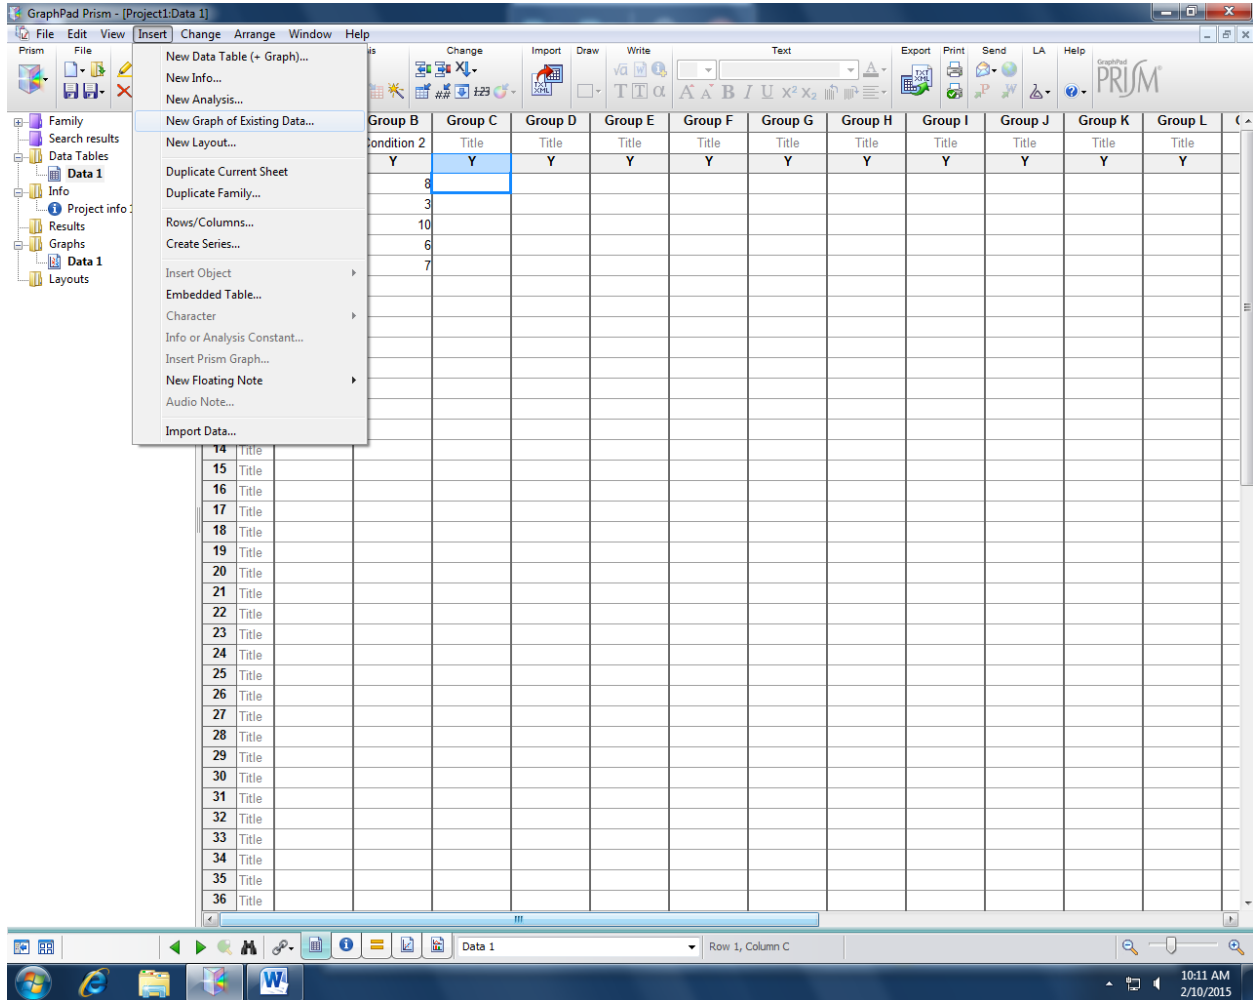 GraphPad Prism - [Project1:Data 1]
File Edit View Insert Change Arrange Window Help
Prism File Change Import Draw Write Text Export Print Send LA Help
GraphPad PRISM
New Data Table (+ Graph)...
New Info...
New Analysis...
New Graph of Existing Data...
New Layout...
Duplicate Current Sheet
Duplicate Family...
Rows/Columns...
Create Series...
Insert Object
Embedded Table...
Character
Info or Analysis Constant...
Insert Prism Graph...
New Floating Note
Audio Note...
Import Data...
Family
Search results
Data Tables
Data 1
Info
Project info
Results
Graphs
Data 1
Layouts
Group B Group C Group D Group E Group F Group G Group H Group I Group J Group K Group L
Condition 2 Title Title Title Title Title Title Title Title Title Title
Y Y Y Y Y Y Y Y Y Y Y
8
3
10
6
7
14 Title
15 Title
16 Title
17 Title
18 Title
19 Title
20 Title
21 Title
22 Title
23 Title
24 Title
25 Title
26 Title
27 Title
28 Title
29 Title
30 Title
31 Title
32 Title
33 Title
34 Title
35 Title
36 Title
Data 1 Row 1, Column C
10:11 AM
2/10/2015